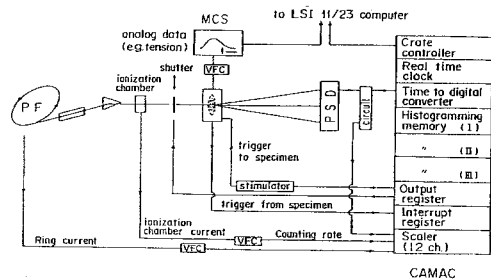 MCS
to LSI 11/23 computer
analog data
(e.g. tension)
VFC
shutter
ionization
chamber
PF
PSD
circuit
trigger
to specimen
stimulator
trigger from specimen
ionization
chamber current
VFC
Counting rate
Ring current
VFC
Crate
controller
Real time
clock
Time to digital
converter
Histogramming
memory (I)
" (II)
" (III)
Output
register
Interrupt
register
Scaler
(12 ch.)
CAMAC